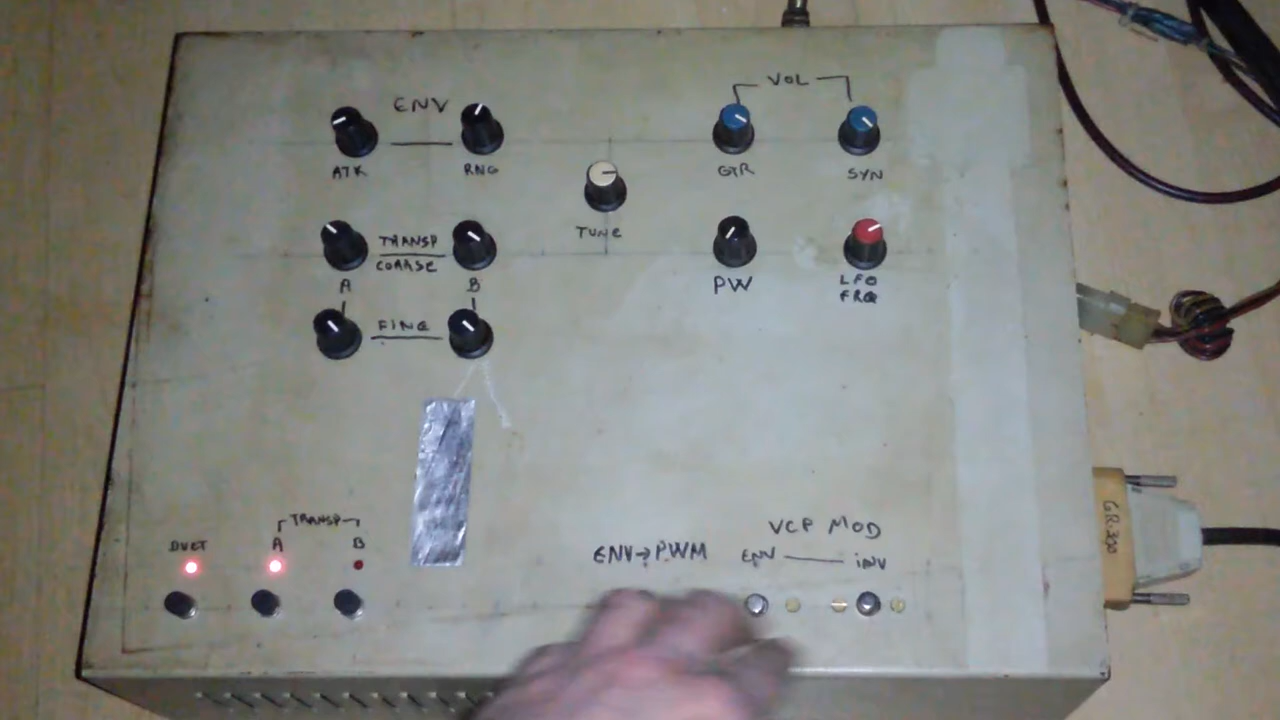 VOL
ENV
ATK
RNG
GTR
SYN
TUNE
TRANSP
COARSE
A
B
PW
LFO
FRQ
FINE
GR-300
TRANSP
DUET
A
B
VCF MOD
ENV→PWM
ENV
INV